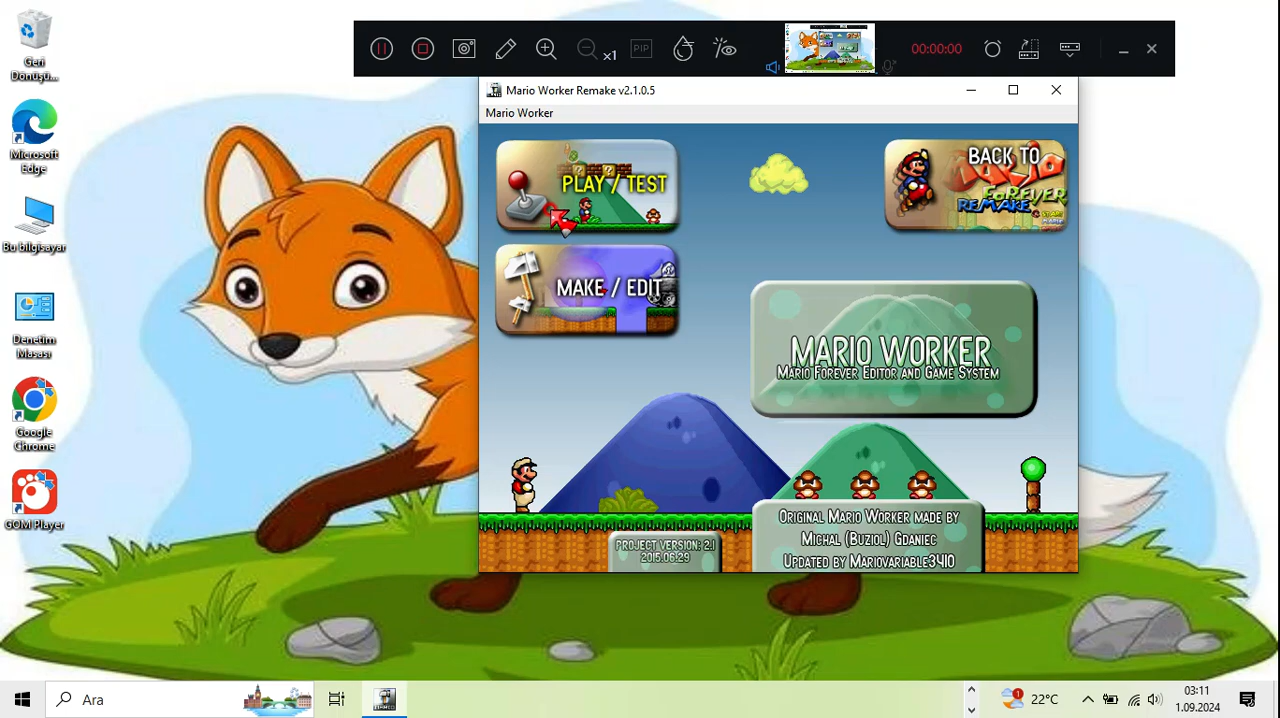 Geri
Dönüşü...
Microsoft
Edge
Bu bilgisayar
Denetim
Masası
Google
Chrome
GOM Player
x1
PIP
00:00:00
Mario Worker Remake v2.1.0.5
Mario Worker
PLAY / TEST
MAKE / EDIT
BACK TO
FOREVER
REMAKE
MARIO WORKER
MARIO FOREVER EDITOR AND GAME SYSTEM
PROJECT VERSION: 2.1
2015.06.29
ORIGINAL MARIO WORKER MADE BY
MICHAL (BUZIOL) GDANIEC
UPDATED BY MARIOVARIABLE3410
Ara
1
22°C
03:11
1.09.2024